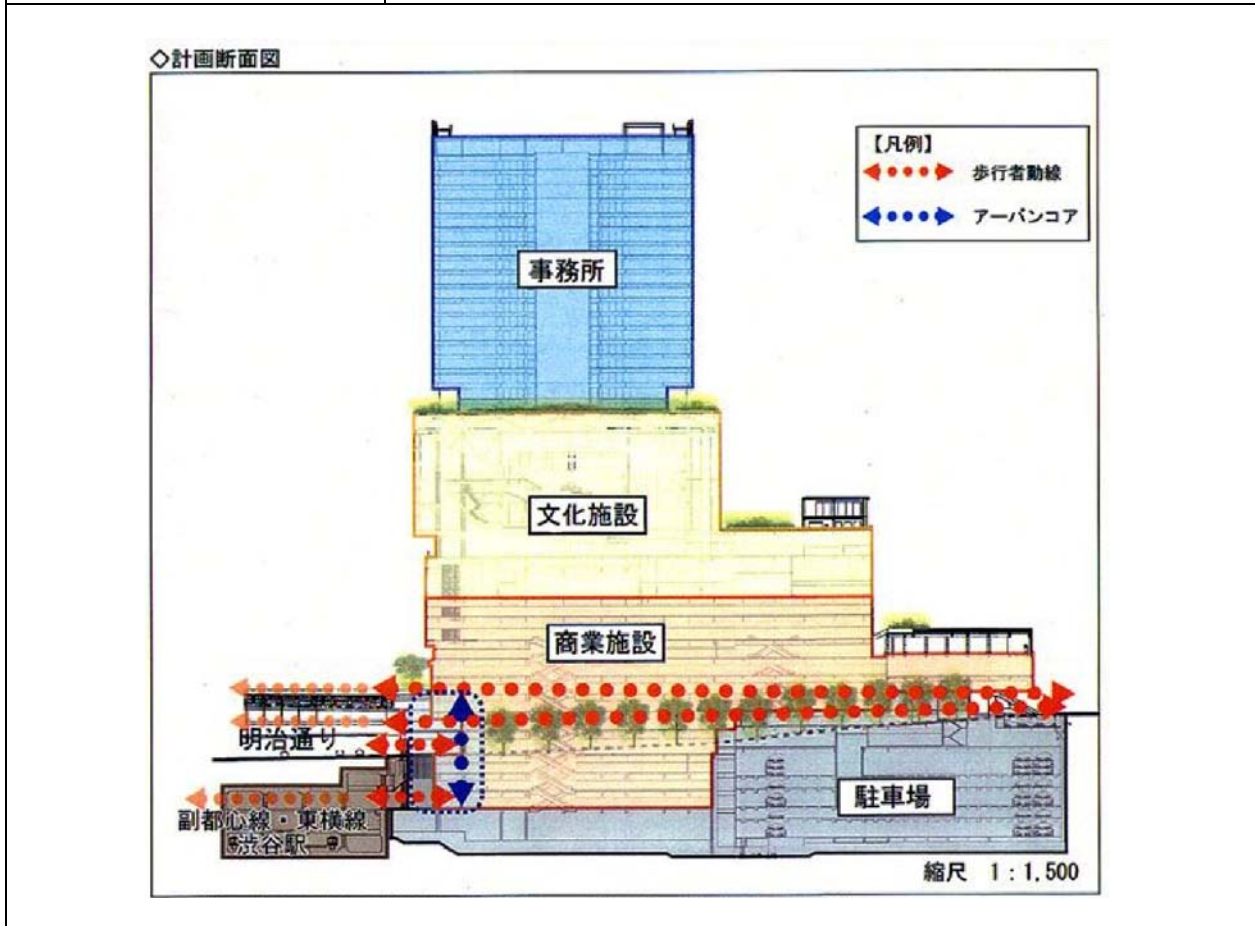 ◇計画断面図
【凡例】
歩行者動線
アーバンコア
事務所
文化施設
商業施設
明治通り
副都心線・東横線
渋谷駅
駐車場
縮尺 1:1,500